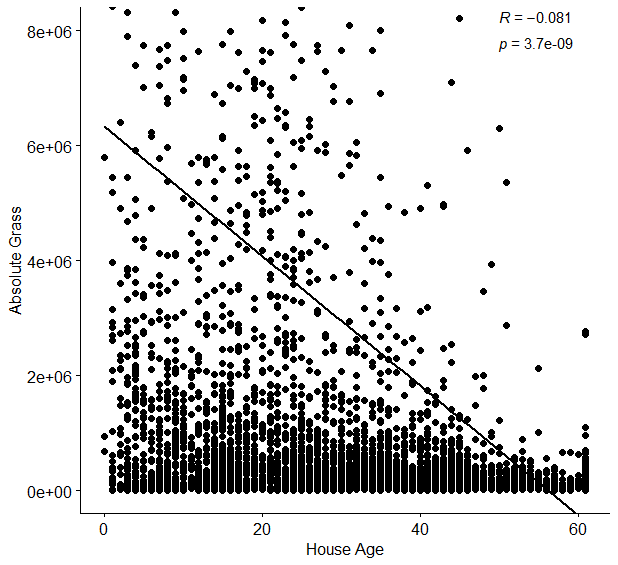 R = −0.081
p = 3.7e-09
8e+06
6e+06
4e+06
2e+06
0e+00
Absolute Grass
0
20
40
60
House Age